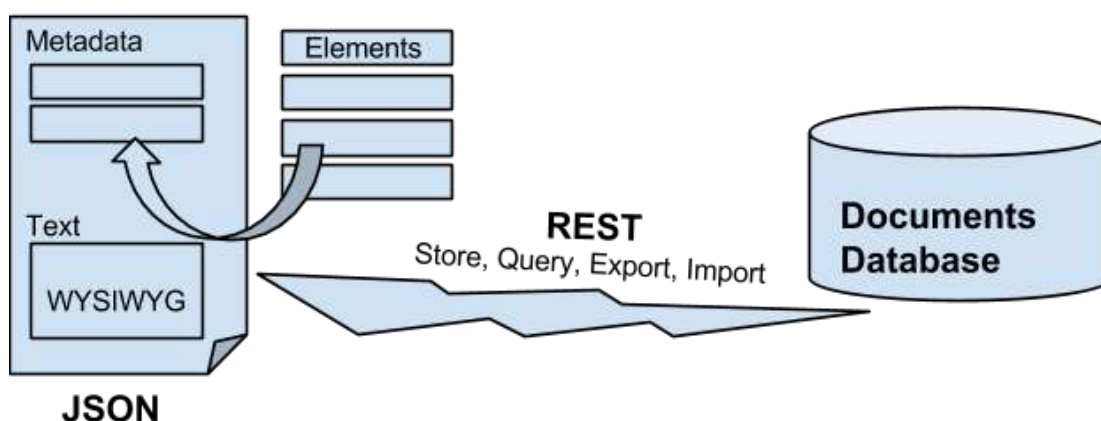 Metadata
Elements
Text
WYSIWYG
JSON
REST
Store, Query, Export, Import
Documents
Database